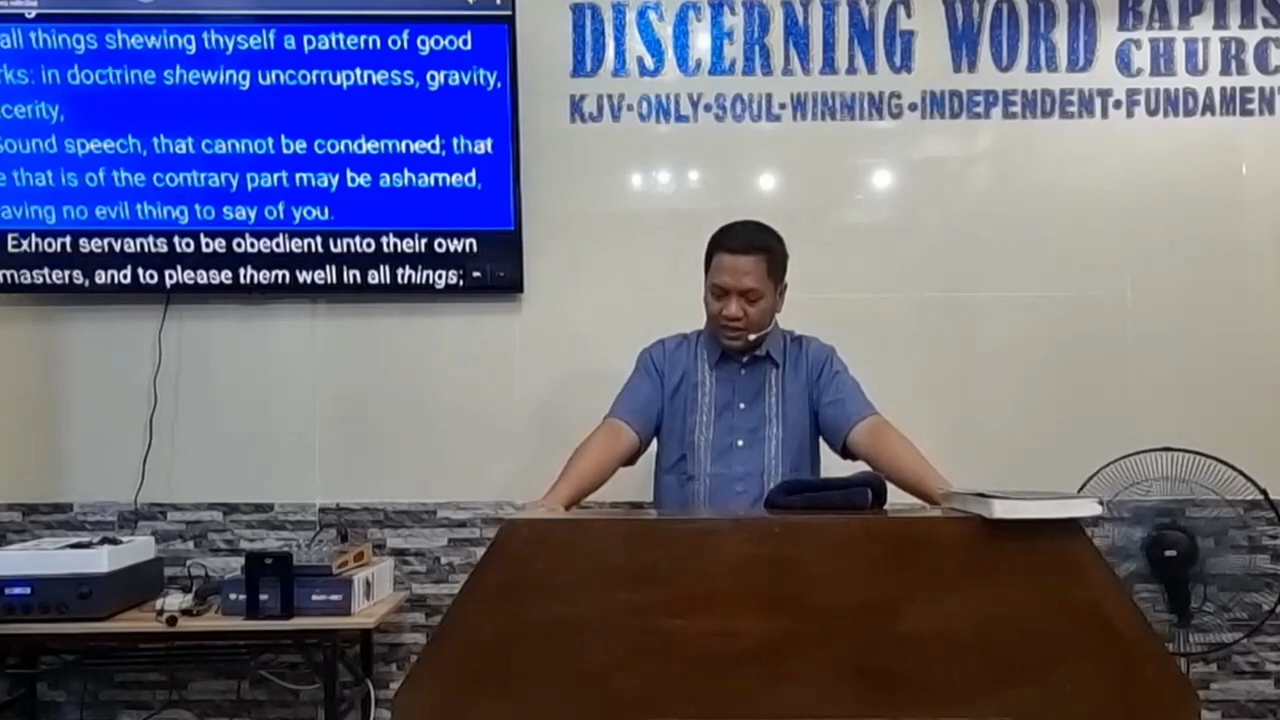 all things shewing thyself a pattern of good
rks: in doctrine shewing uncorruptness, gravity,
cerity,
Sound speech, that cannot be condemned; that
e that is of the contrary part may be ashamed,
aving no evil thing to say of you.
Exhort servants to be obedient unto their own
masters, and to please them well in all things;
DISCERNING WORD BAPTIS
CHURC
KJV-ONLY•SOUL-WINNING•INDEPENDENT•FUNDAMENT